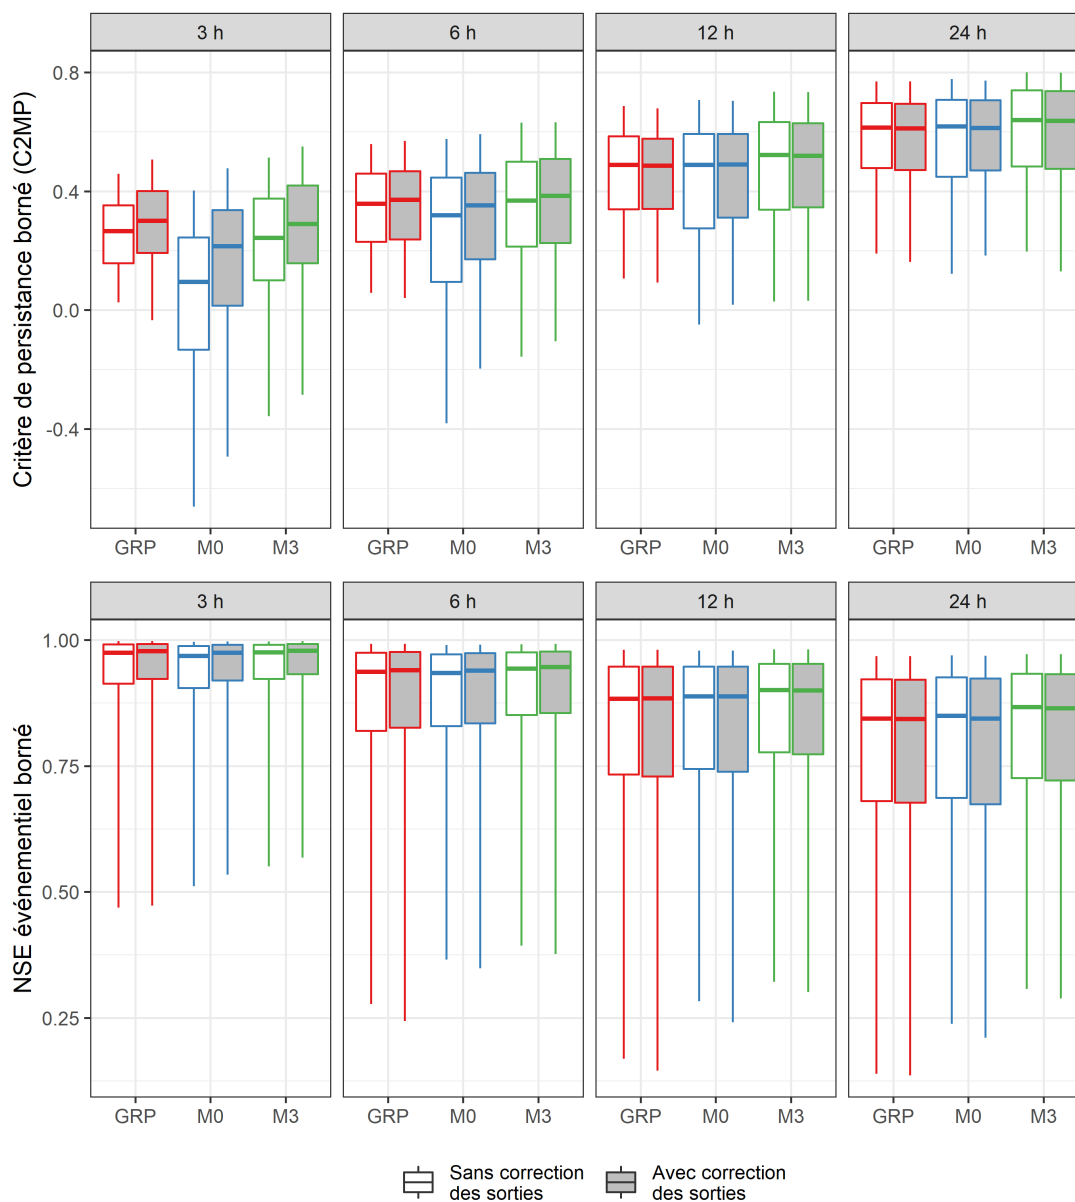 3 h
6 h
12 h
24 h
Critère de persistance borné (C2MP)
0.8
0.4
0.0
-0.4
GRP M0 M3
GRP M0 M3
GRP M0 M3
GRP M0 M3
3 h
6 h
12 h
24 h
NSE événementiel borné
1.00
0.75
0.50
0.25
GRP M0 M3
GRP M0 M3
GRP M0 M3
GRP M0 M3
Sans correction
des sorties
Avec correction
des sorties